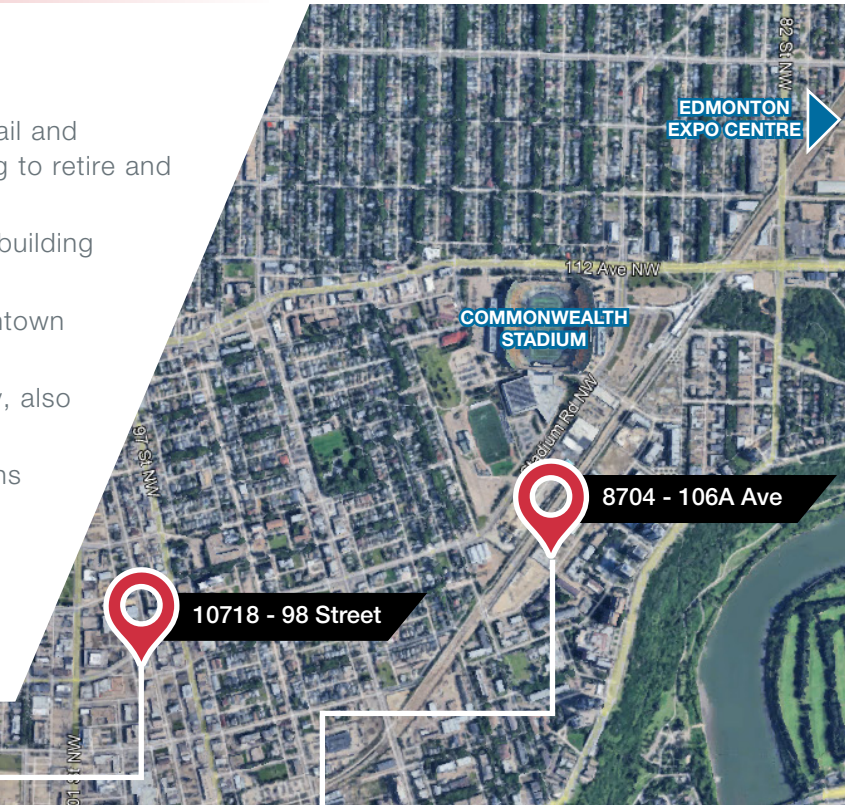 ail and
g to retire and
building
ntown
, also
ns
82 St NW
EDMONTON
EXPO CENTRE
112 Ave NW
COMMONWEALTH
STADIUM
Stadium Rd NW
97 St NW
8704 - 106A Ave
10718 - 98 Street